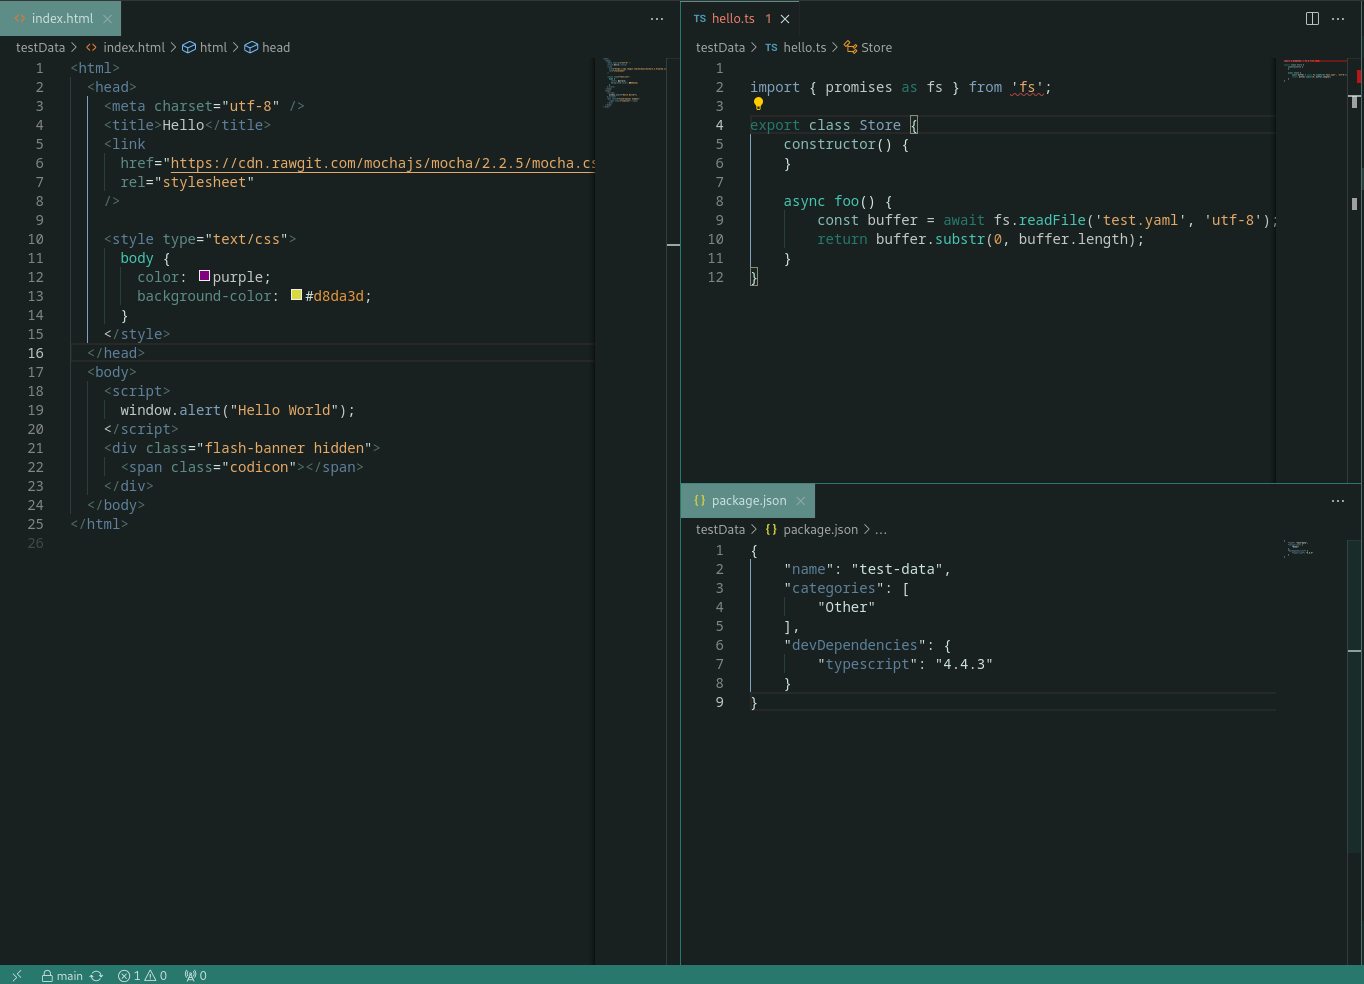 index.html
testData > index.html > html > head
1 <html>
2 <head>
3 <meta charset="utf-8" />
4 <title>Hello</title>
5 <link
6 href="https://cdn.rawgit.com/mochajs/mocha/2.2.5/mocha.cs
7 rel="stylesheet"
8 />
9
10 <style type="text/css">
11 body {
12 color: purple;
13 background-color: #d8da3d;
14 }
15 </style>
16 </head>
17 <body>
18 <script>
19 window.alert("Hello World");
20 </script>
21 <div class="flash-banner hidden">
22 <span class="codicon"></span>
23 </div>
24 </body>
25 </html>
26
TS hello.ts 1
testData > TS hello.ts > Store
1
2 import { promises as fs } from 'fs';
3
4 export class Store {
5 constructor() {
6 }
7
8 async foo() {
9 const buffer = await fs.readFile('test.yaml', 'utf-8');
10 return buffer.substr(0, buffer.length);
11 }
12 }
{} package.json
testData > {} package.json > ...
1 {
2 "name": "test-data",
3 "categories": [
4 "Other"
5 ],
6 "devDependencies": {
7 "typescript": "4.4.3"
8 }
9 }
main 1 0 0